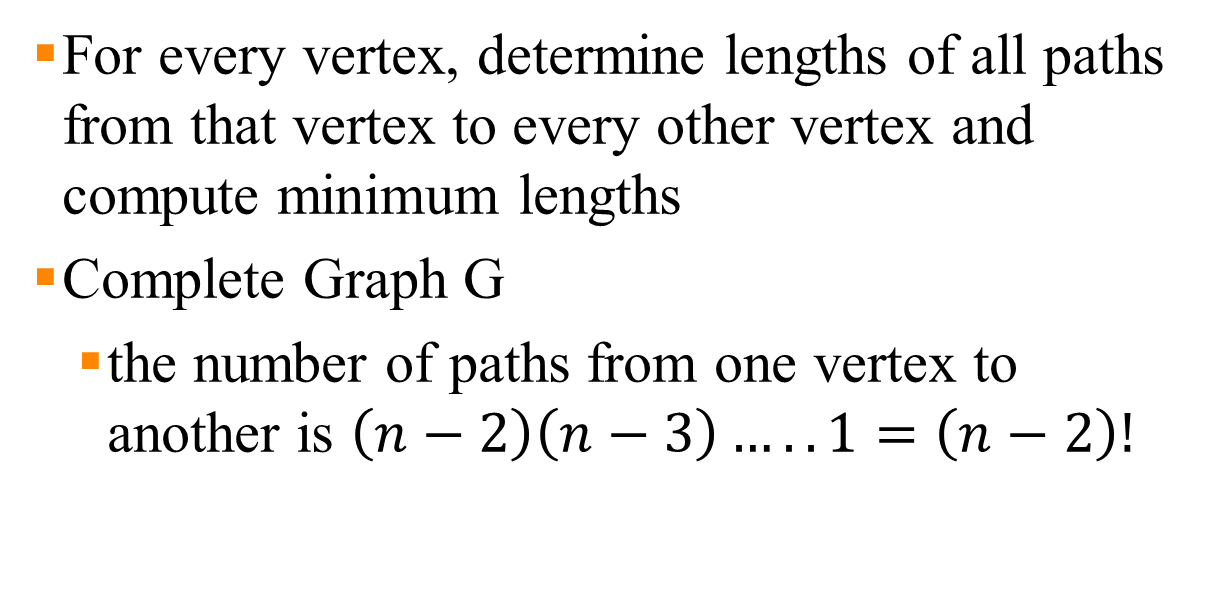 ▪For every vertex, determine lengths of all paths
from that vertex to every other vertex and
compute minimum lengths
▪Complete Graph G
▪the number of paths from one vertex to
another is (𝑛 − 2)(𝑛 − 3) … . . 1 = (𝑛 − 2)!